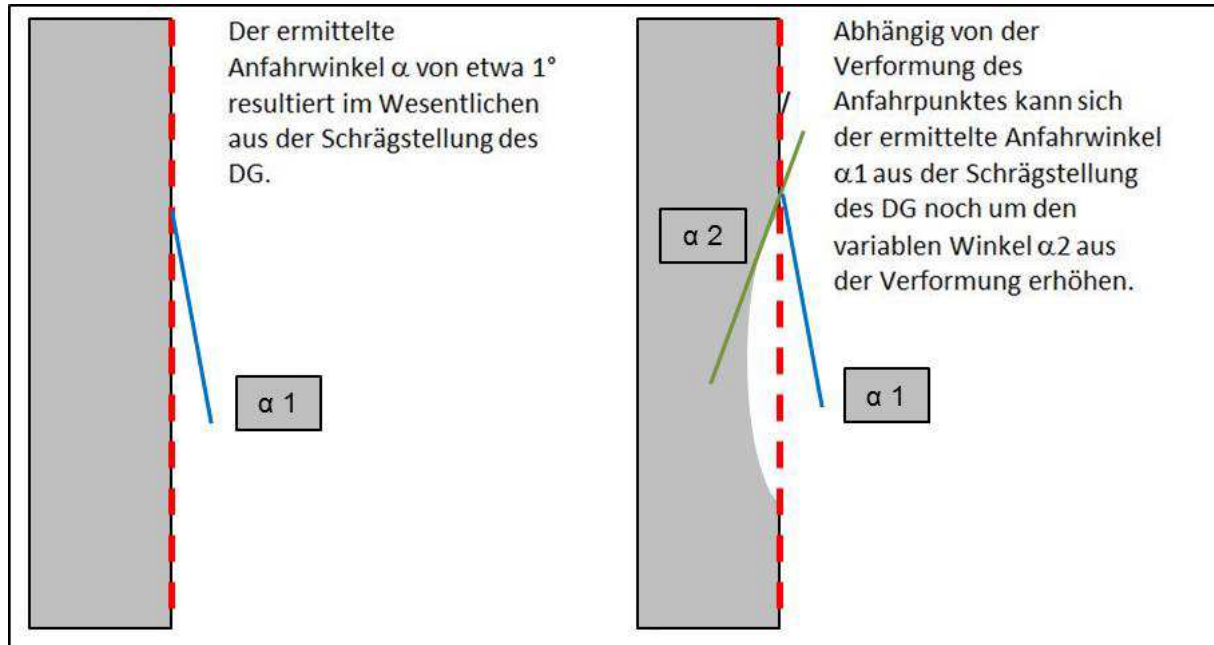 Der ermittelte
Anfahrwinkel α von etwa 1°
resultiert im Wesentlichen
aus der Schrägstellung des
DG.
α 1
Abhängig von der
Verformung des
Anfahrpunktes kann sich
der ermittelte Anfahrwinkel
α1 aus der Schrägstellung
des DG noch um den
variablen Winkel α2 aus
der Verformung erhöhen.
α 2
α 1